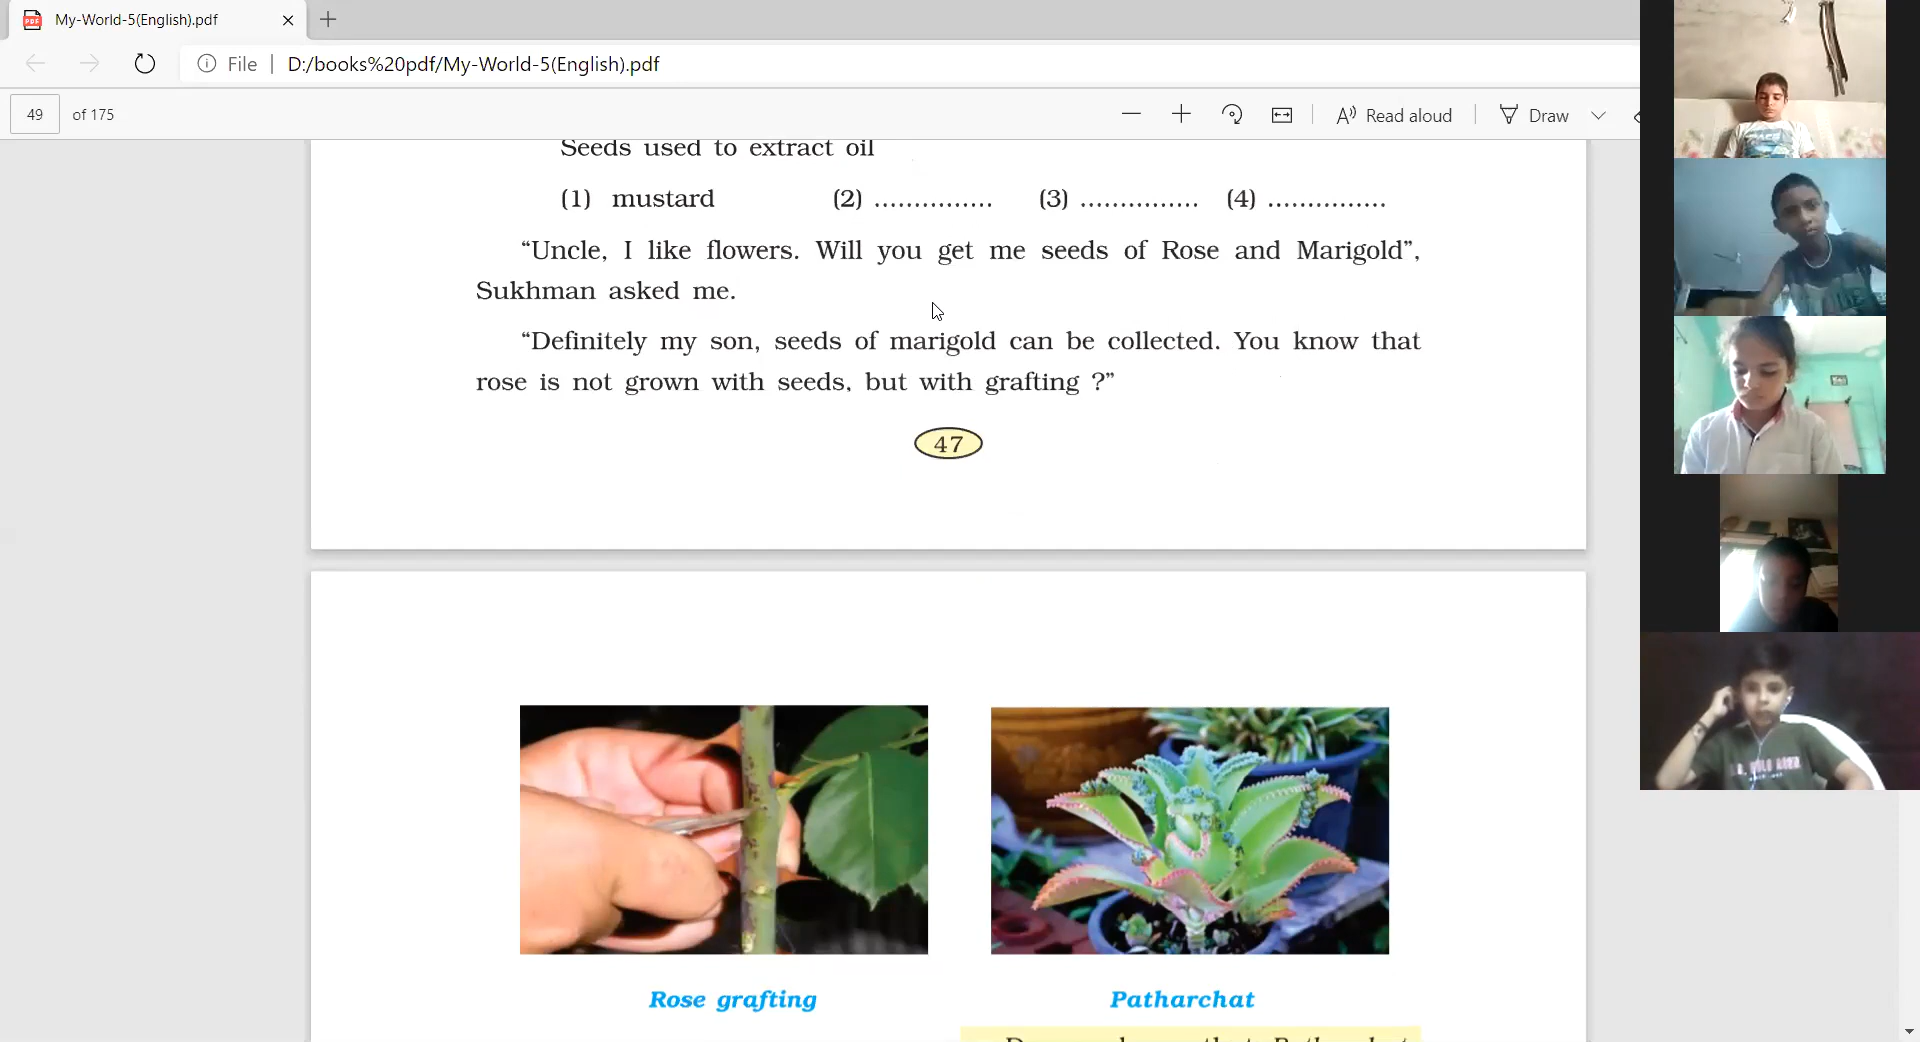 My-World-5(English).pdf
File | D:/books%20pdf/My-World-5(English).pdf
49 of 175
Read aloud
Draw
Seeds used to extract oil
(1) mustard (2) ............... (3) ............... (4) ...............
“Uncle, I like flowers. Will you get me seeds of Rose and Marigold”,
Sukhman asked me.
“Definitely my son, seeds of marigold can be collected. You know that
rose is not grown with seeds, but with grafting ?”
47
Rose grafting
Patharchat